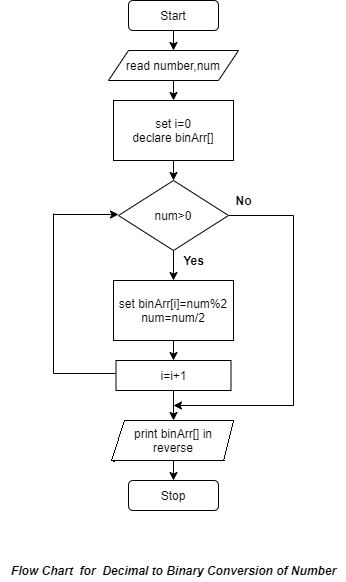 Start
read number,num
set i=0
declare binArr[]
num>0
No
Yes
set binArr[i]=num%2
num=num/2
i=i+1
print binArr[] in
reverse
Stop
Flow Chart for Decimal to Binary Conversion of Number